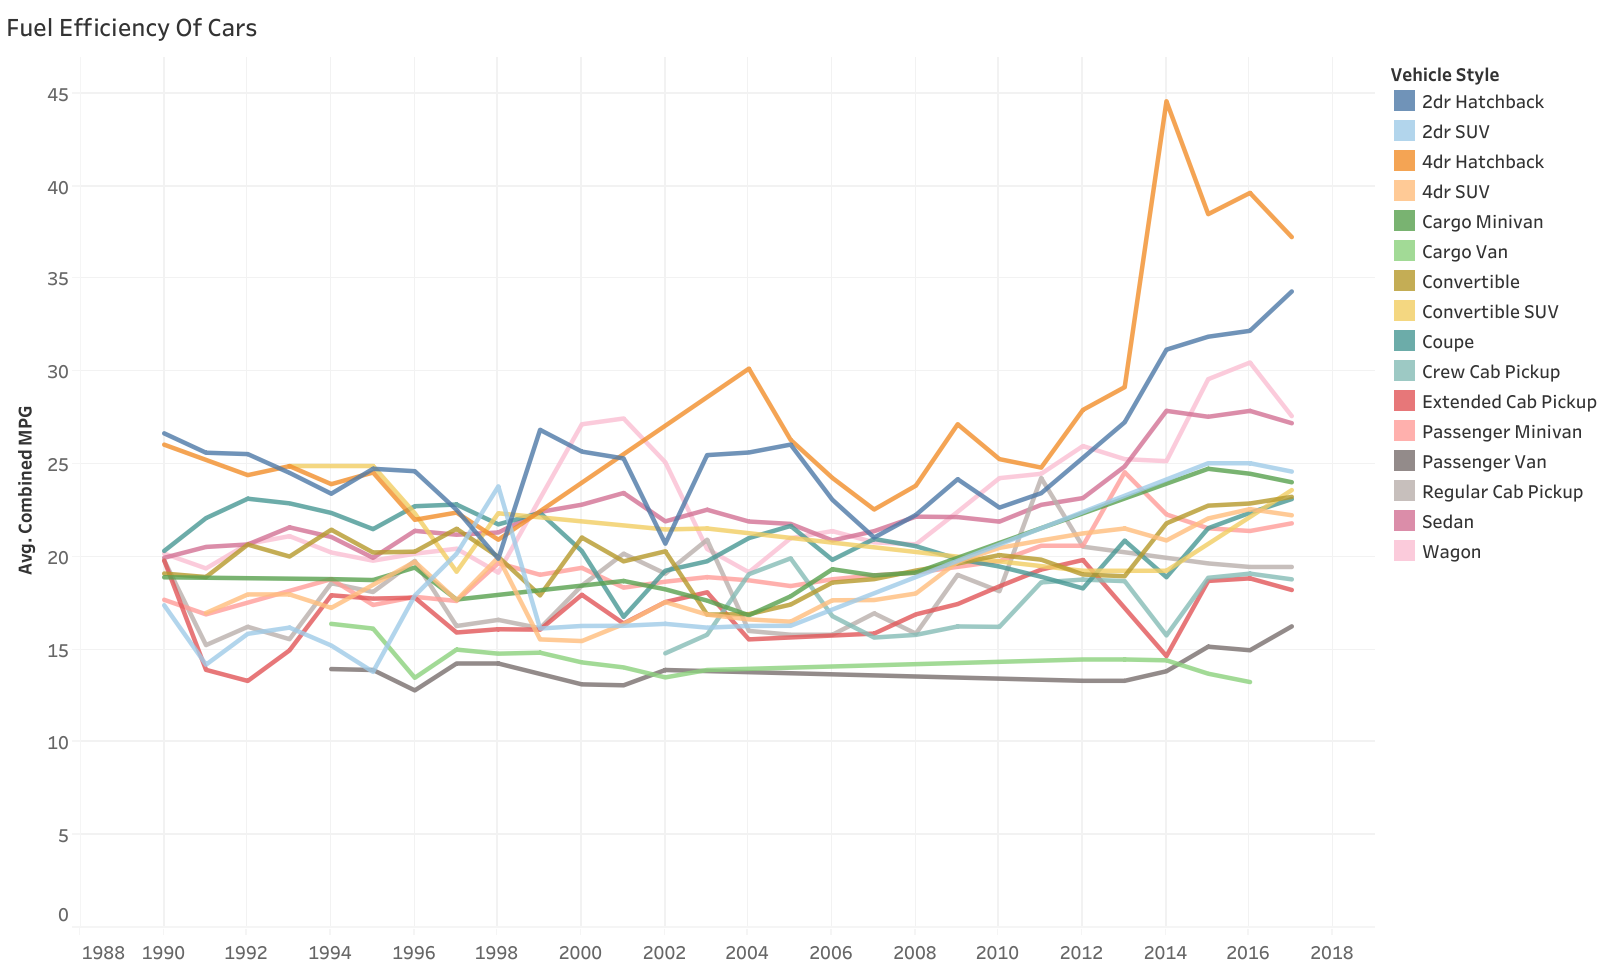 Fuel Efficiency Of Cars
Vehicle Style
2dr Hatchback
2dr SUV
4dr Hatchback
4dr SUV
Cargo Minivan
Cargo Van
Convertible
Convertible SUV
Coupe
Crew Cab Pickup
Extended Cab Pickup
Passenger Minivan
Passenger Van
Regular Cab Pickup
Sedan
Wagon
Avg. Combined MPG
45
40
35
30
25
20
15
10
5
0
1988 1990 1992 1994 1996 1998 2000 2002 2004 2006 2008 2010 2012 2014 2016 2018